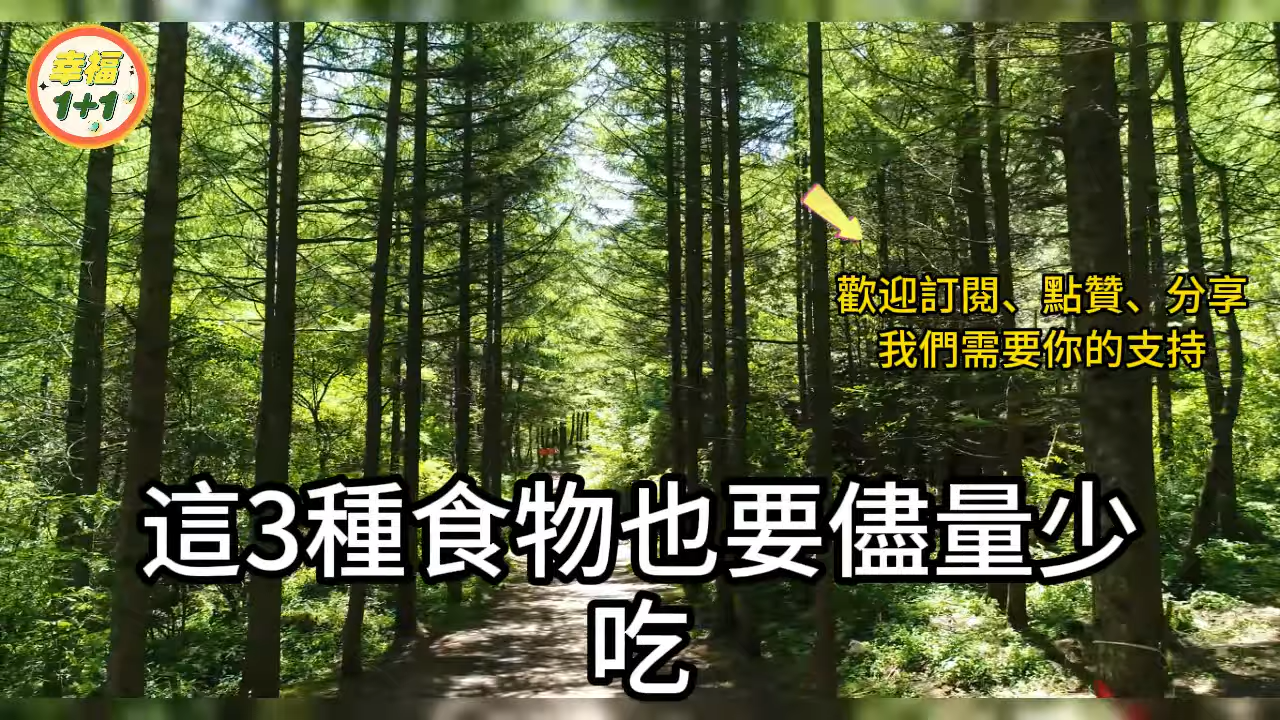 幸福
1+1
歡迎訂閱、點贊、分享
我們需要你的支持
這3種食物也要儘量少
吃